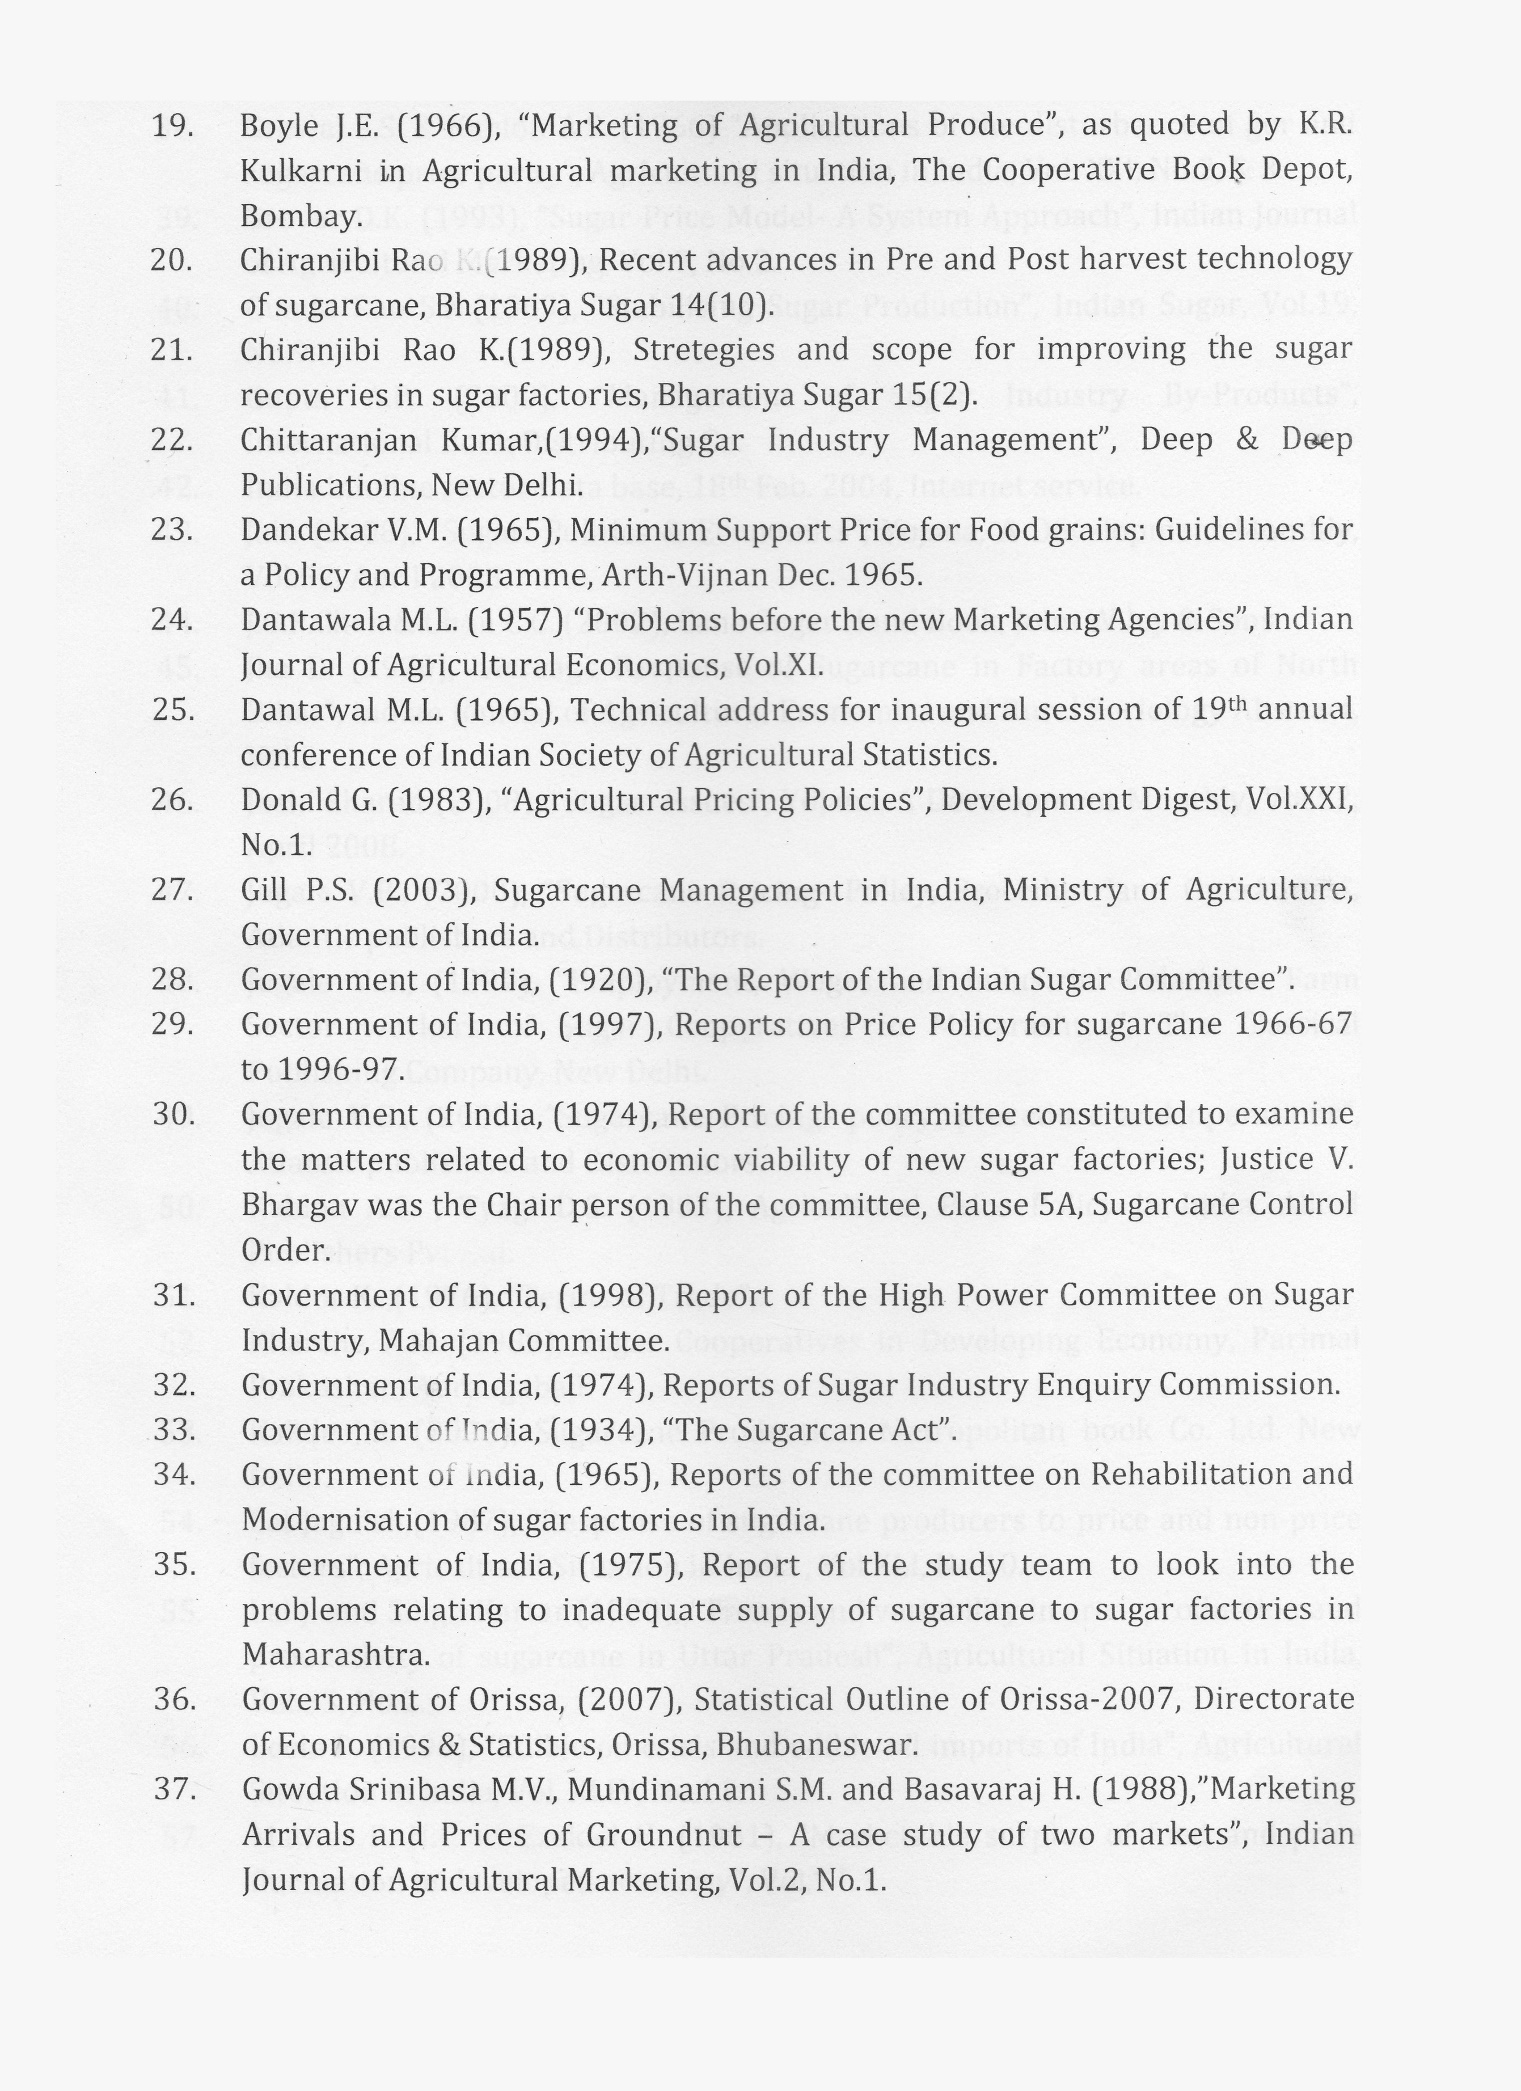 19. Boyle J.E. (1966), “Marketing of Agricultural Produce”, as quoted by K.R.
Kulkarni in Agricultural marketing in India, The Cooperative Book Depot,
Bombay.
20. Chiranjibi Rao K.(1989), Recent advances in Pre and Post harvest technology
of sugarcane, Bharatiya Sugar 14(10).
21. Chiranjibi Rao K.(1989), Stretegies and scope for improving the sugar
recoveries in sugar factories, Bharatiya Sugar 15(2).
22. Chittaranjan Kumar,(1994),“Sugar Industry Management”, Deep & Deep
Publications, New Delhi.
23. Dandekar V.M. (1965), Minimum Support Price for Food grains: Guidelines for
a Policy and Programme, Arth-Vijnan Dec. 1965.
24. Dantawala M.L. (1957) “Problems before the new Marketing Agencies”, Indian
Journal of Agricultural Economics, Vol.XI.
25. Dantawal M.L. (1965), Technical address for inaugural session of 19th annual
conference of Indian Society of Agricultural Statistics.
26. Donald G. (1983), “Agricultural Pricing Policies”, Development Digest, Vol.XXI,
No.1.
27. Gill P.S. (2003), Sugarcane Management in India, Ministry of Agriculture,
Government of India.
28. Government of India, (1920), “The Report of the Indian Sugar Committee”.
29. Government of India, (1997), Reports on Price Policy for sugarcane 1966-67
to 1996-97.
30. Government of India, (1974), Report of the committee constituted to examine
the matters related to economic viability of new sugar factories; Justice V.
Bhargav was the Chair person of the committee, Clause 5A, Sugarcane Control
Order.
31. Government of India, (1998), Report of the High Power Committee on Sugar
Industry, Mahajan Committee.
32. Government of India, (1974), Reports of Sugar Industry Enquiry Commission.
33. Government of India, (1934), “The Sugarcane Act”.
34. Government of India, (1965), Reports of the committee on Rehabilitation and
Modernisation of sugar factories in India.
35. Government of India, (1975), Report of the study team to look into the
problems relating to inadequate supply of sugarcane to sugar factories in
Maharashtra.
36. Government of Orissa, (2007), Statistical Outline of Orissa-2007, Directorate
of Economics & Statistics, Orissa, Bhubaneswar.
37. Gowda Srinibasa M.V., Mundinamani S.M. and Basavaraj H. (1988),”Marketing
Arrivals and Prices of Groundnut – A case study of two markets”, Indian
Journal of Agricultural Marketing, Vol.2, No.1.